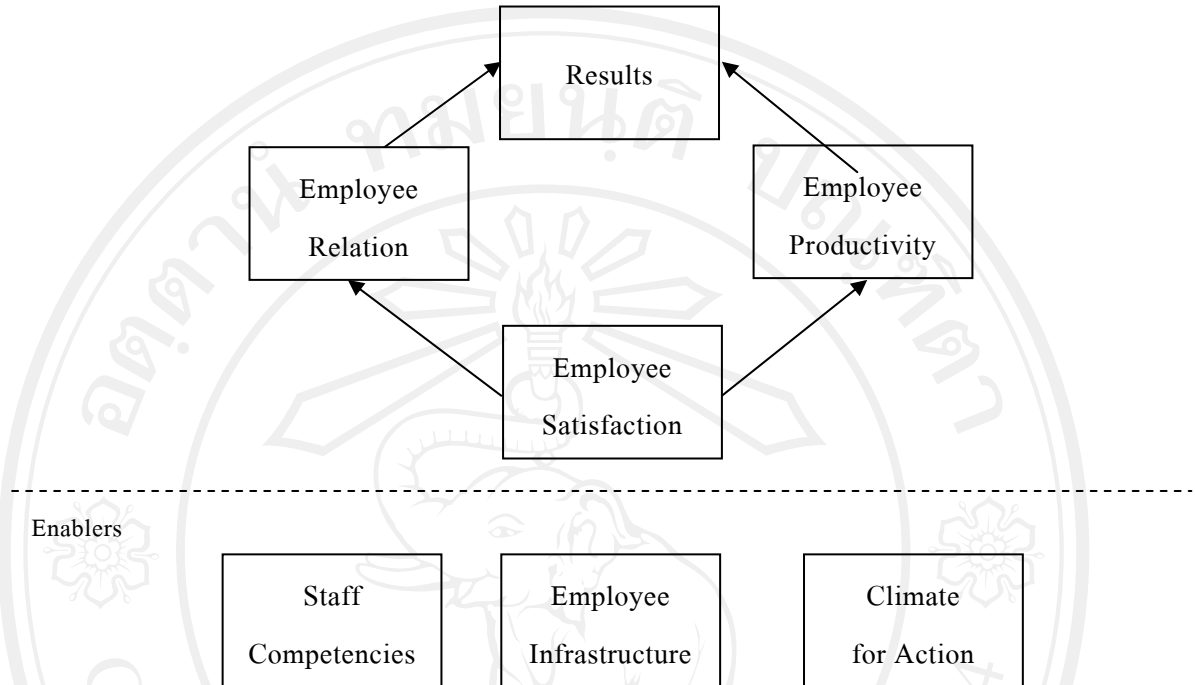 Results
Employee
Relation
Employee
Productivity
Employee
Satisfaction
Enablers
Staff
Competencies
Employee
Infrastructure
Climate
for Action